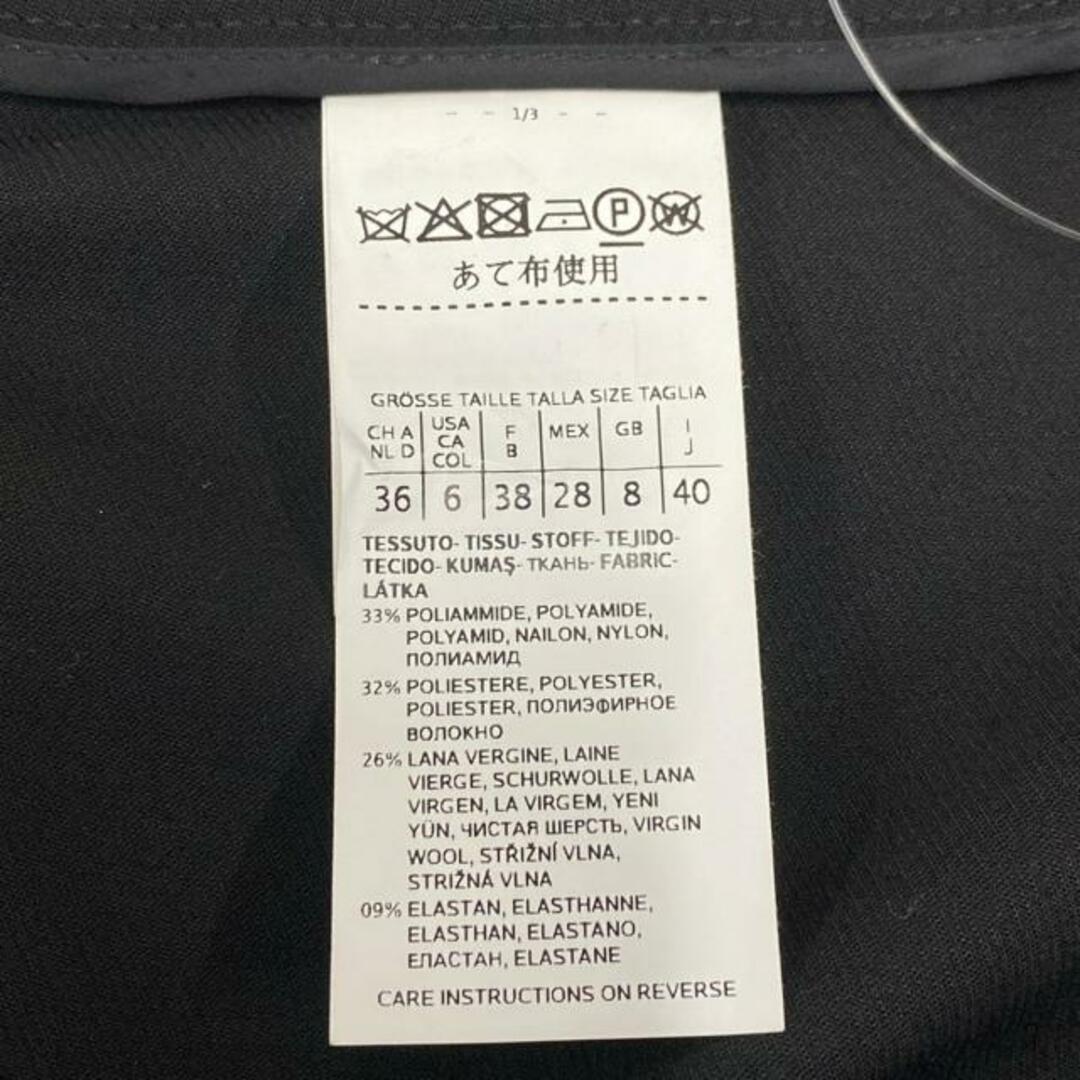 - - 1/3 - -
P W
あて布使用
GRÖSSE TAILLE TALLA SIZE TAGLIA
CH A NL D USA CA COL F B MEX GB I J
36 6 38 28 8 40
TESSUTO- TISSU- STOFF- TEJIDO-
TECIDO- KUMAŞ- ТКАНЬ- FABRIC-
LÁTKA
33% POLIAMMIDE, POLYAMIDE,
POLYAMID, NAILON, NYLON,
ПОЛИАМИД
32% POLIESTERE, POLYESTER,
POLIESTER, ПОЛИЭФИРНОЕ
ВОЛОКНО
26% LANA VERGINE, LAINE
VIERGE, SCHURWOLLE, LANA
VIRGEN, LA VIRGEM, YENI
YÜN, ЧИСТАЯ ШЕРСТЬ, VIRGIN
WOOL, STŘIŽNÍ VLNA,
STRIŽNÁ VLNA
09% ELASTAN, ELASTHANNE,
ELASTHAN, ELASTANO,
ЕЛАСТАН, ELASTANE
CARE INSTRUCTIONS ON REVERSE